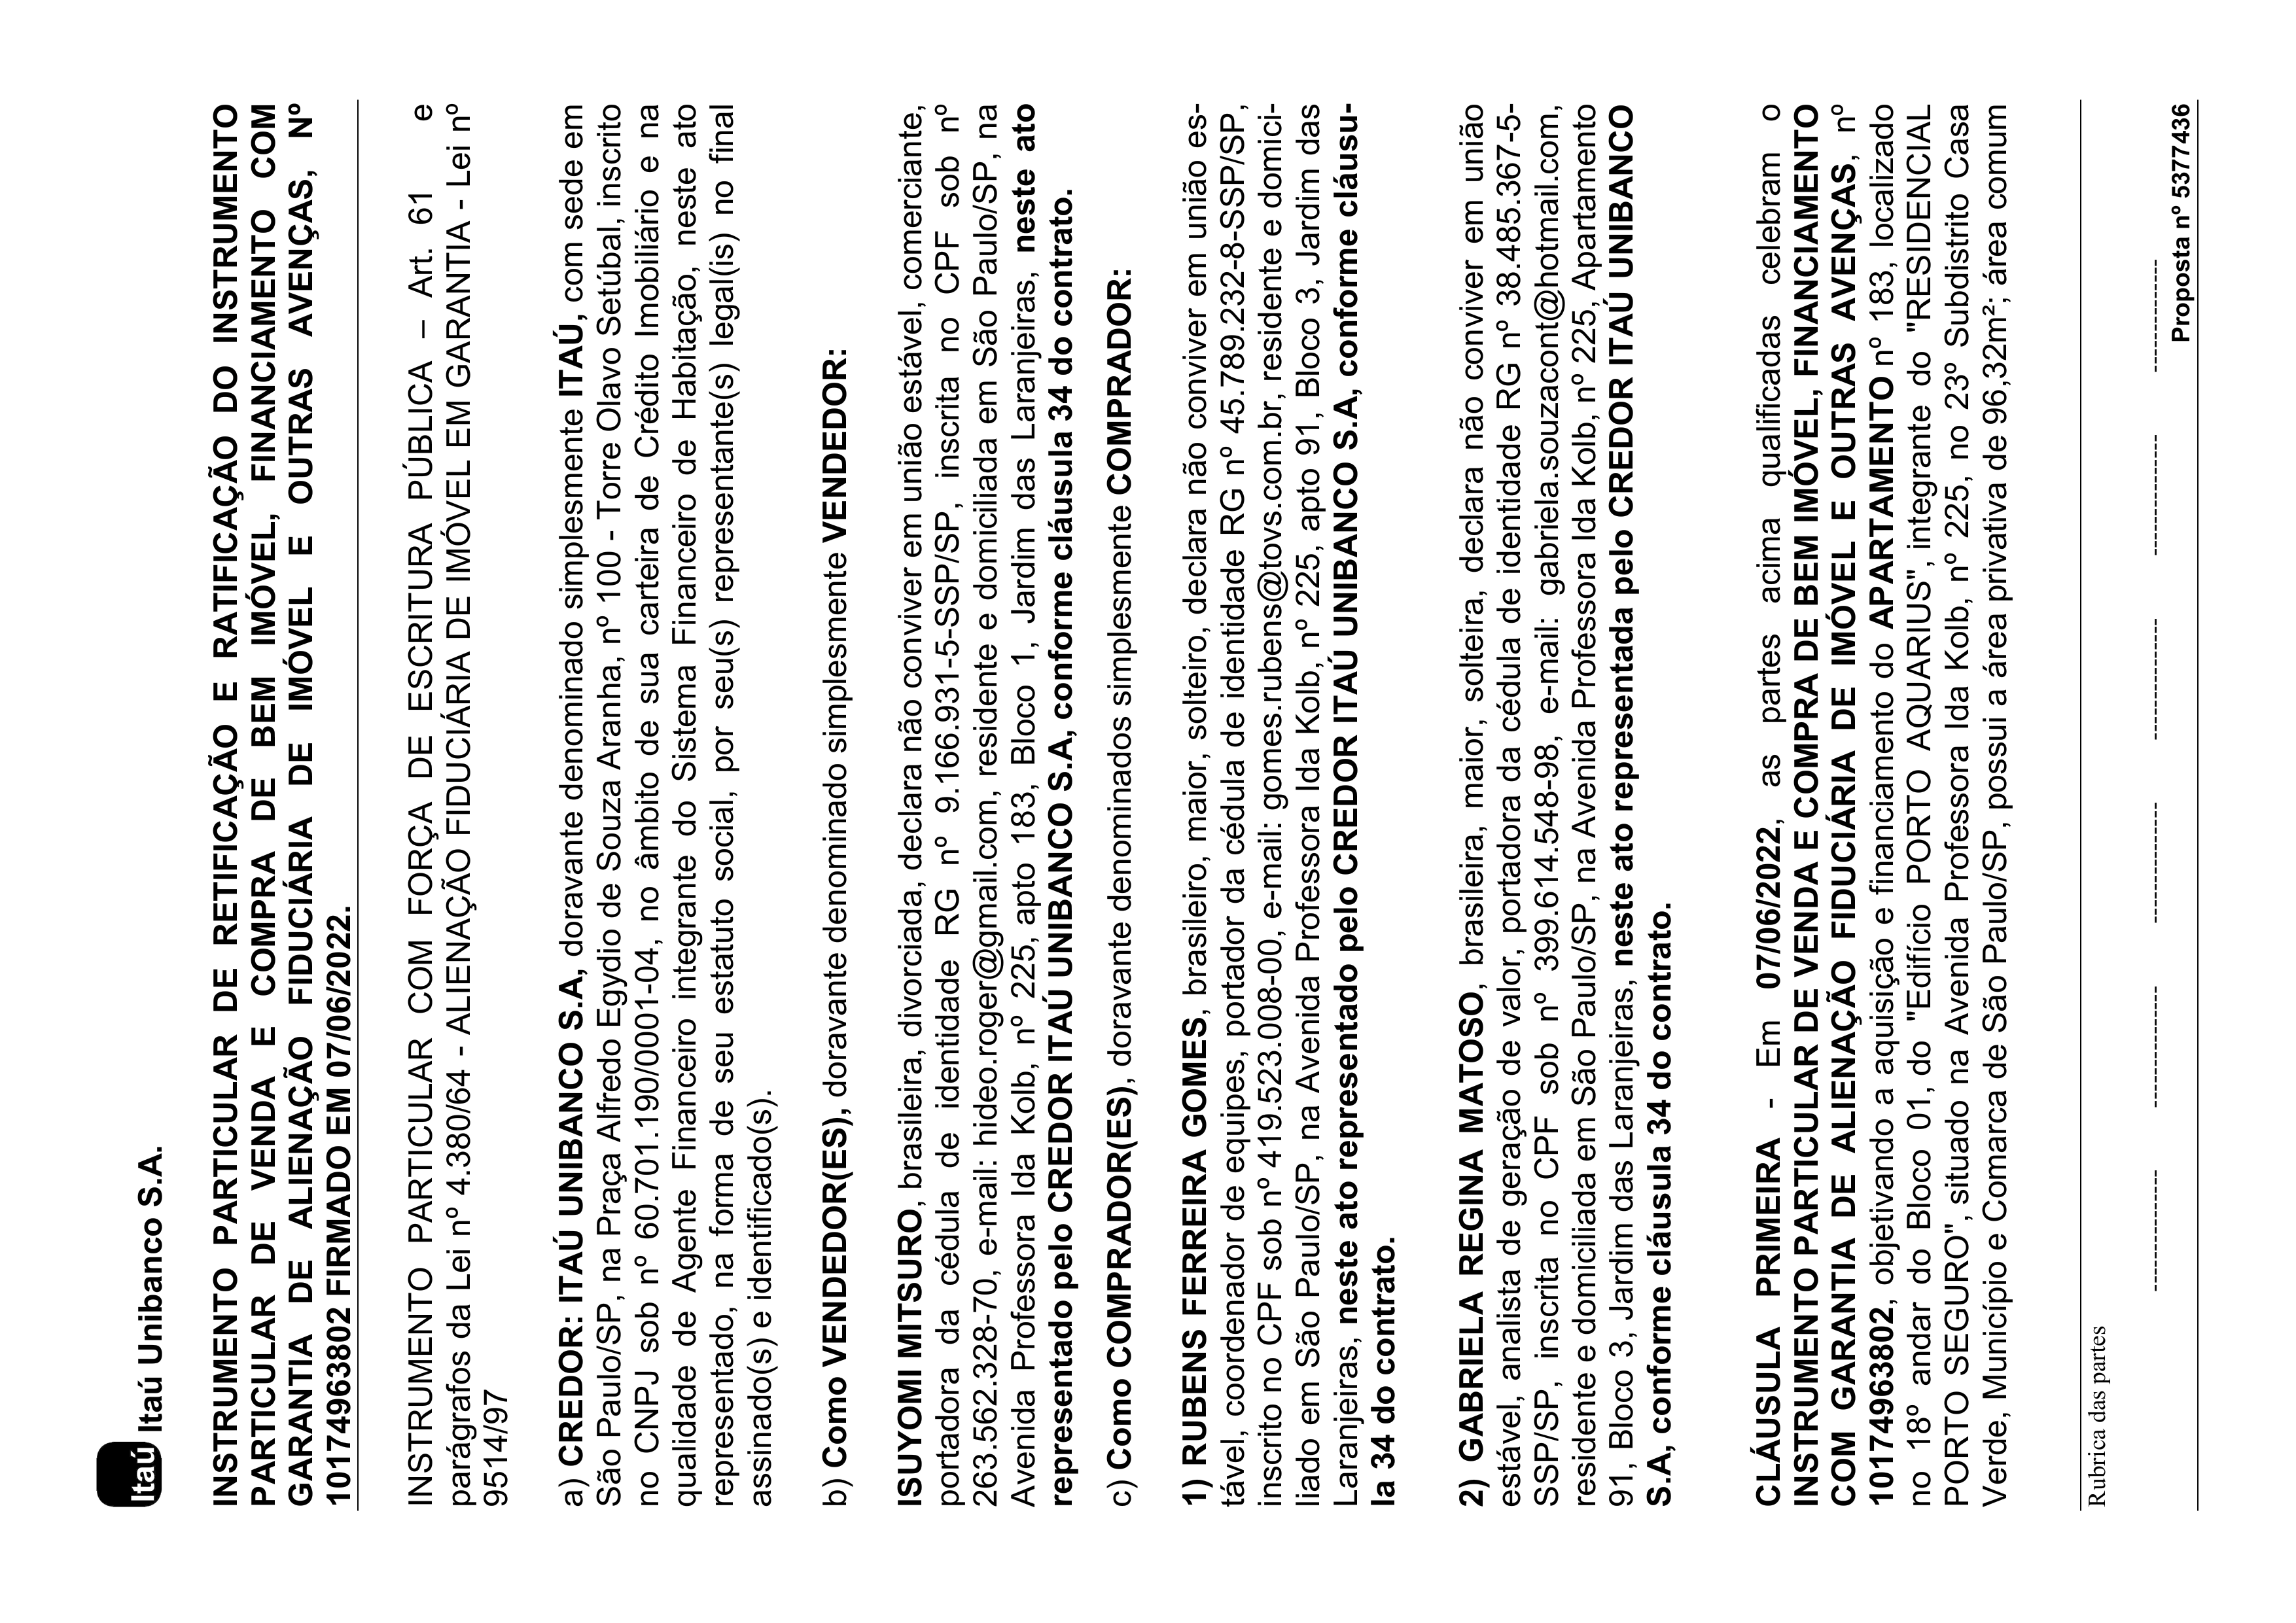 Itaú Itaú Unibanco S.A.
INSTRUMENTO PARTICULAR DE RETIFICAÇÃO E RATIFICAÇÃO DO INSTRUMENTO
PARTICULAR DE VENDA E COMPRA DE BEM IMÓVEL, FINANCIAMENTO COM
GARANTIA DE ALIENAÇÃO FIDUCIÁRIA DE IMÓVEL E OUTRAS AVENÇAS, Nº
10174963802 FIRMADO EM 07/06/2022.
INSTRUMENTO PARTICULAR COM FORÇA DE ESCRITURA PÚBLICA – Art. 61 e
parágrafos da Lei nº 4.380/64 - ALIENAÇÃO FIDUCIÁRIA DE IMÓVEL EM GARANTIA - Lei nº
9514/97
a) CREDOR: ITAÚ UNIBANCO S.A, doravante denominado simplesmente ITAÚ, com sede em
São Paulo/SP, na Praça Alfredo Egydio de Souza Aranha, nº 100 - Torre Olavo Setúbal, inscrito
no CNPJ sob nº 60.701.190/0001-04, no âmbito de sua carteira de Crédito Imobiliário e na
qualidade de Agente Financeiro integrante do Sistema Financeiro de Habitação, neste ato
representado, na forma de seu estatuto social, por seu(s) representante(s) legal(is) no final
assinado(s) e identificado(s).
b) Como VENDEDOR(ES), doravante denominado simplesmente VENDEDOR:
ISUYOMI MITSURO, brasileira, divorciada, declara não conviver em união estável, comerciante,
portadora da cédula de identidade RG nº 9.166.931-5-SSP/SP, inscrita no CPF sob nº
263.562.328-70, e-mail: hideo.roger@gmail.com, residente e domiciliada em São Paulo/SP, na
Avenida Professora Ida Kolb, nº 225, apto 183, Bloco 1, Jardim das Laranjeiras, neste ato
representado pelo CREDOR ITAÚ UNIBANCO S.A, conforme cláusula 34 do contrato.
c) Como COMPRADOR(ES), doravante denominados simplesmente COMPRADOR:
1) RUBENS FERREIRA GOMES, brasileiro, maior, solteiro, declara não conviver em união es-
tável, coordenador de equipes, portador da cédula de identidade RG nº 45.789.232-8-SSP/SP,
inscrito no CPF sob nº 419.523.008-00, e-mail: gomes.rubens@tovs.com.br, residente e domici-
liado em São Paulo/SP, na Avenida Professora Ida Kolb, nº 225, apto 91, Bloco 3, Jardim das
Laranjeiras, neste ato representado pelo CREDOR ITAÚ UNIBANCO S.A, conforme cláusu-
la 34 do contrato.
2) GABRIELA REGINA MATOSO, brasileira, maior, solteira, declara não conviver em união
estável, analista de geração de valor, portadora da cédula de identidade RG nº 38.485.367-5-
SSP/SP, inscrita no CPF sob nº 399.614.548-98, e-mail: gabriela.souzacont@hotmail.com,
residente e domiciliada em São Paulo/SP, na Avenida Professora Ida Kolb, nº 225, Apartamento
91, Bloco 3, Jardim das Laranjeiras, neste ato representada pelo CREDOR ITAÚ UNIBANCO
S.A, conforme cláusula 34 do contrato.
CLÁUSULA PRIMEIRA - Em 07/06/2022, as partes acima qualificadas celebram o
INSTRUMENTO PARTICULAR DE VENDA E COMPRA DE BEM IMÓVEL, FINANCIAMENTO
COM GARANTIA DE ALIENAÇÃO FIDUCIÁRIA DE IMÓVEL E OUTRAS AVENÇAS, nº
10174963802, objetivando a aquisição e financiamento do APARTAMENTO nº 183, localizado
no 18º andar do Bloco 01, do "Edifício PORTO AQUARIUS", integrante do "RESIDENCIAL
PORTO SEGURO", situado na Avenida Professora Ida Kolb, nº 225, no 23º Subdistrito Casa
Verde, Município e Comarca de São Paulo/SP, possui a área privativa de 96,32m²; área comum
Rubrica das partes
-------------- -------------- -------------- -------------- -------------- --------------
Proposta nº 5377436